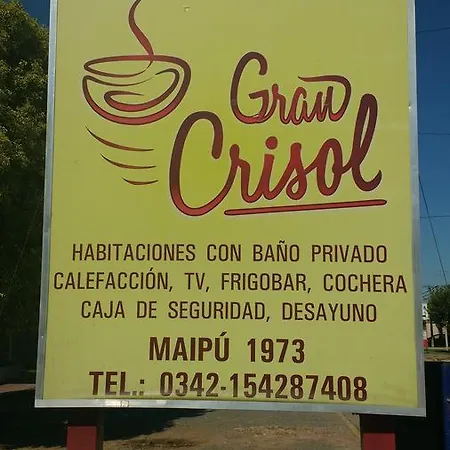 Gran
Crisol
HABITACIONES CON BAÑO PRIVADO
CALEFACCIÓN, TV, FRIGOBAR, COCHERA
CAJA DE SEGURIDAD, DESAYUNO
MAIPÚ 1973
TEL.: 0342-154287408